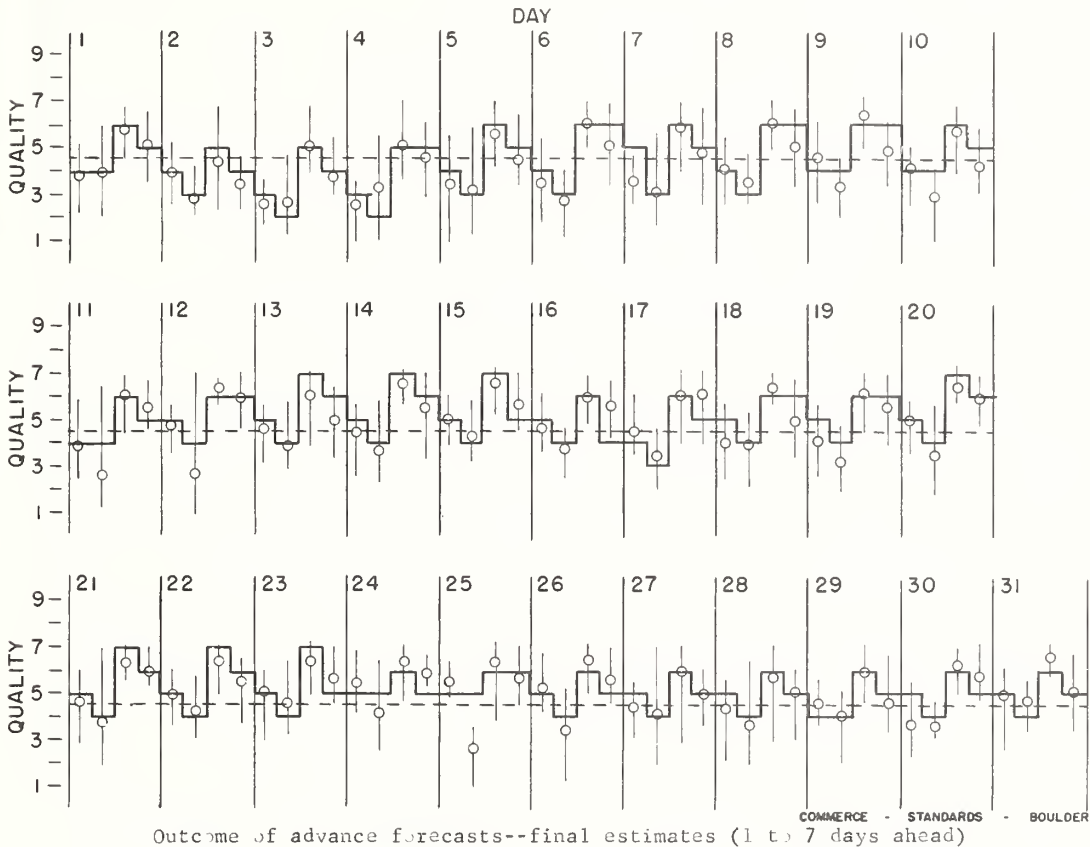 DAY
1 2 3 4 5 6 7 8 9 10
QUALITY
9
7
5
3
1
11 12 13 14 15 16 17 18 19 20
QUALITY
9
7
5
3
1
21 22 23 24 25 26 27 28 29 30 31
QUALITY
9
7
5
3
1
COMMERCE - STANDARDS - BOULDER
Outcome of advance forecasts--final estimates (1 to 7 days ahead)